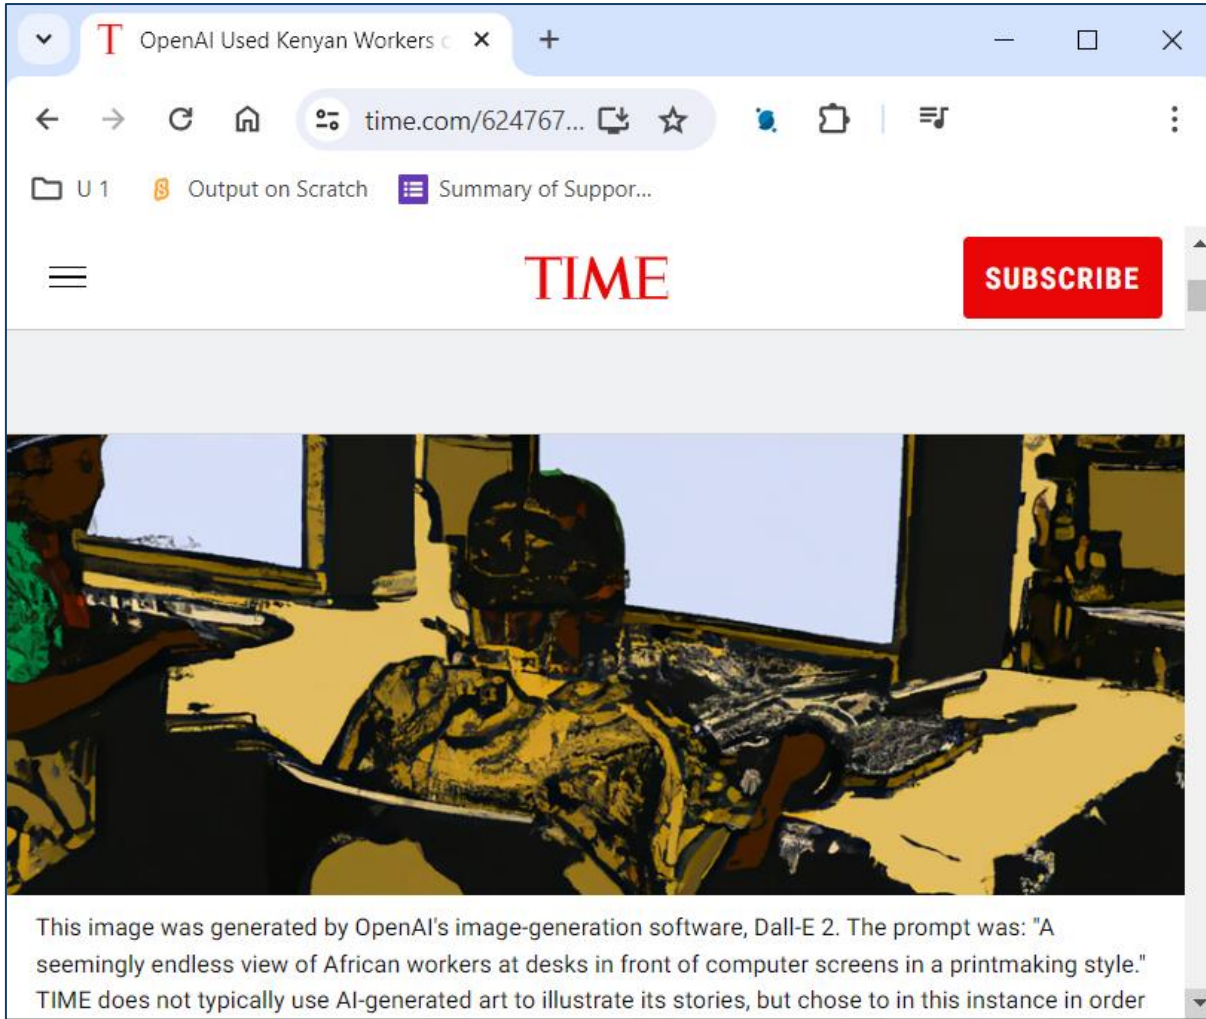 OpenAI Used Kenyan Workers
time.com/624767...
U 1
Output on Scratch
Summary of Suppor...
TIME
SUBSCRIBE
This image was generated by OpenAI's image-generation software, Dall-E 2. The prompt was: "A
seemingly endless view of African workers at desks in front of computer screens in a printmaking style."
TIME does not typically use AI-generated art to illustrate its stories, but chose to in this instance in order